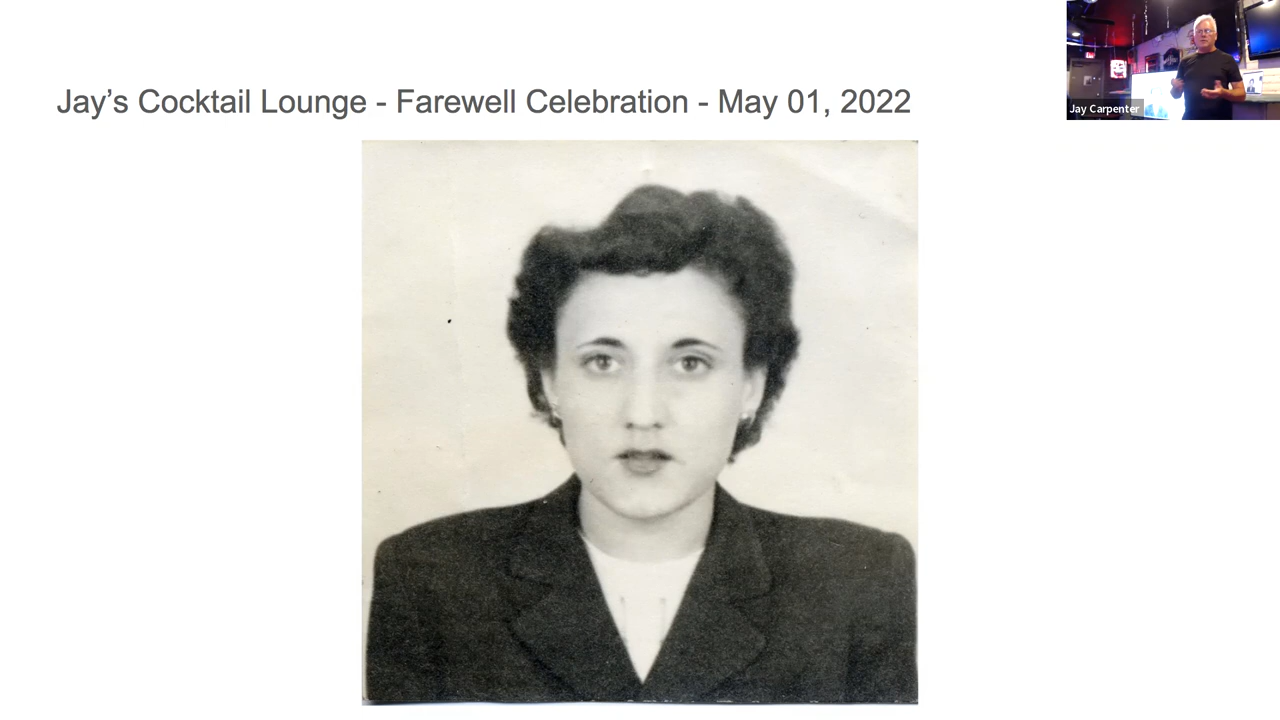 Jay’s Cocktail Lounge - Farewell Celebration - May 01, 2022
Jay Carpenter